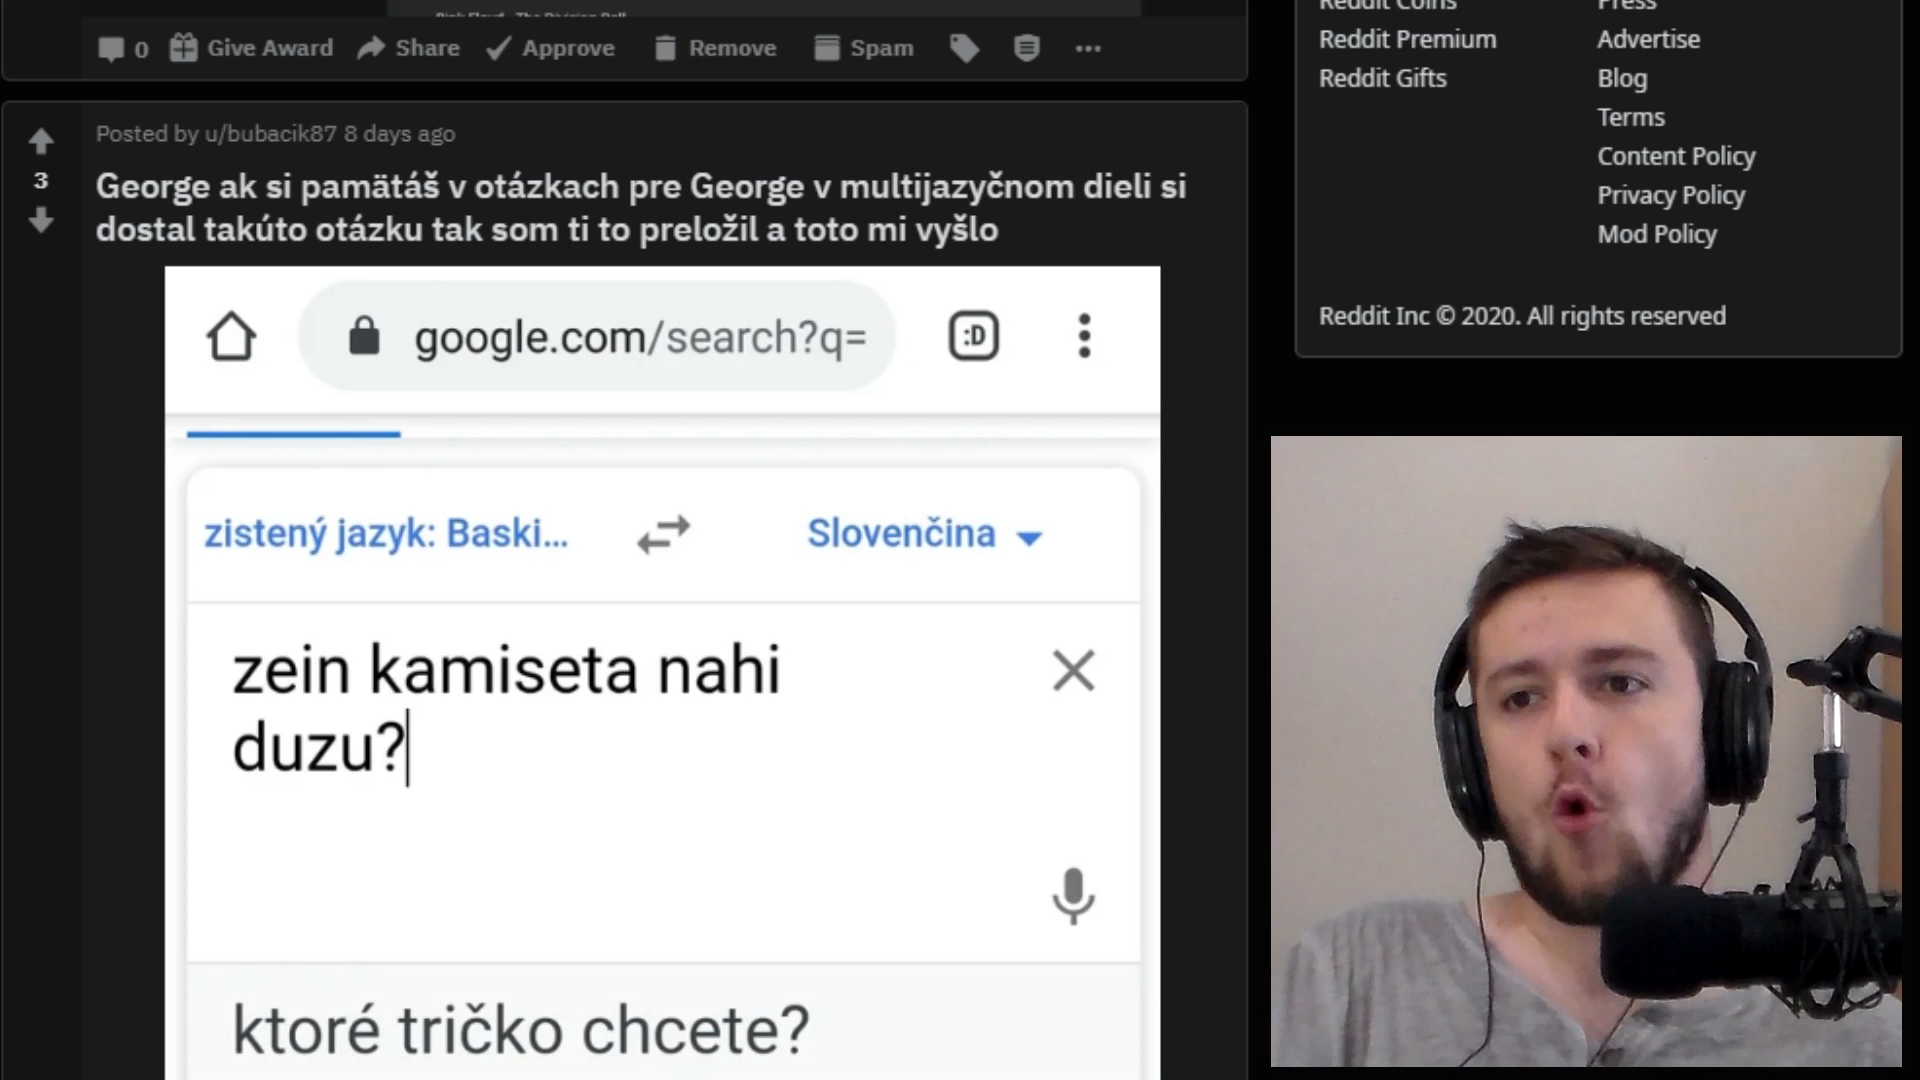 0 Give Award Share Approve Remove Spam
Posted by u/bubacik87 8 days ago
3
George ak si pamätáš v otázkach pre George v multijazyčnom dieli si
dostal takúto otázku tak som ti to preložil a toto mi vyšlo
google.com/search?q=
:D
zistený jazyk: Baski...
Slovenčina
zein kamiseta nahi
duzu?
ktoré tričko chcete?
Reddit Coins
Press
Reddit Premium
Advertise
Reddit Gifts
Blog
Terms
Content Policy
Privacy Policy
Mod Policy
Reddit Inc © 2020. All rights reserved